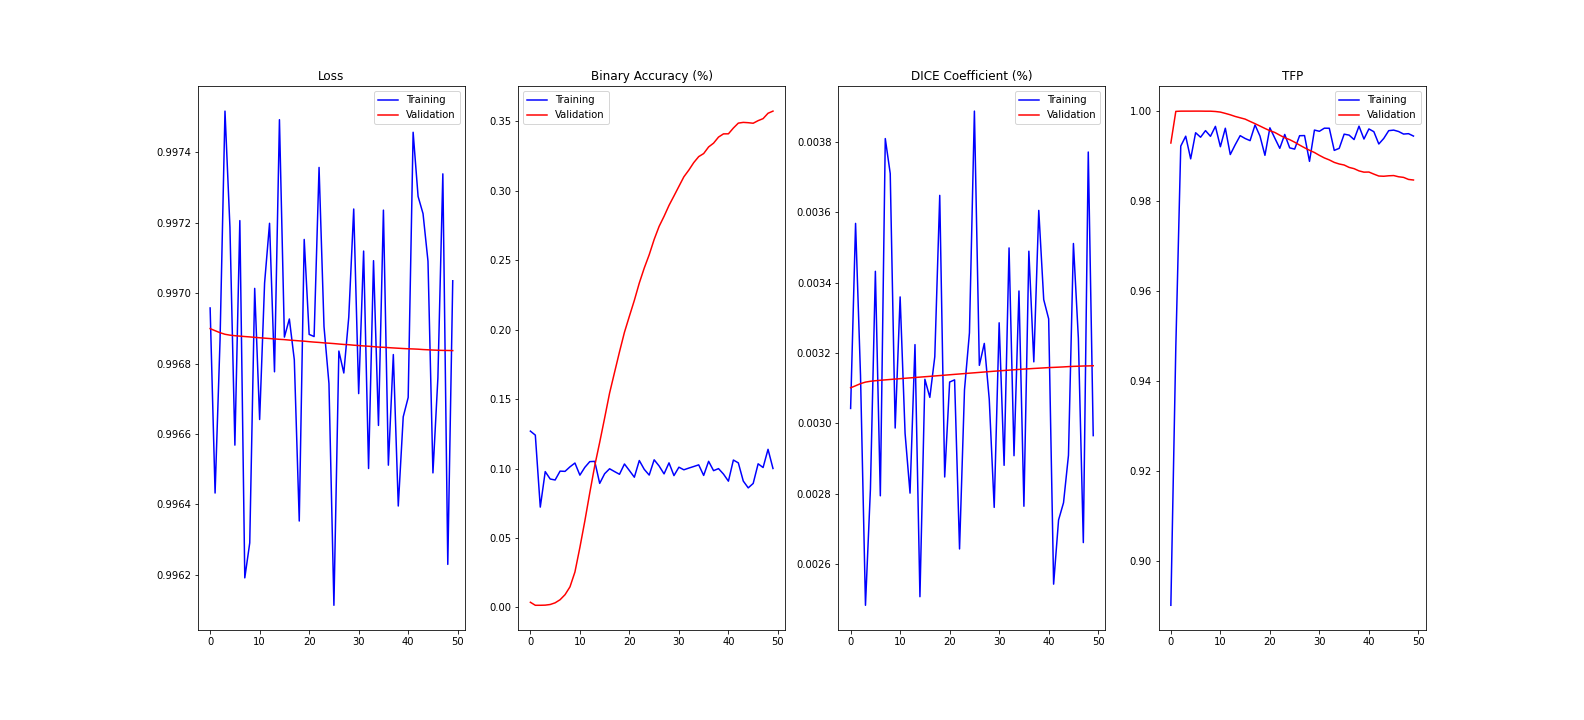 Loss
Training
Validation
0.9974
0.9972
0.9970
0.9968
0.9966
0.9964
0.9962
0 10 20 30 40 50
Binary Accuracy (%)
Training
Validation
0.35
0.30
0.25
0.20
0.15
0.10
0.05
0.00
0 10 20 30 40 50
DICE Coefficient (%)
Training
Validation
0.0038
0.0036
0.0034
0.0032
0.0030
0.0028
0.0026
0 10 20 30 40 50
TFP
Training
Validation
1.00
0.98
0.96
0.94
0.92
0.90
0 10 20 30 40 50